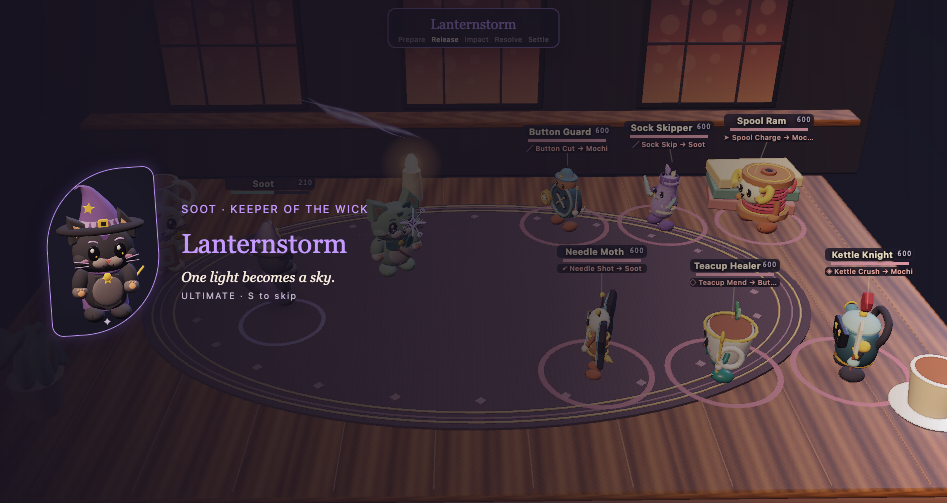 Lanternstorm
Prepare Release Impact Resolve Settle
Button Guard 600
Button Cut → Mochi
Sock Skipper 600
Sock Skip → Soot
Spool Ram 600
Spool Charge → Moc...
Soot 210
SOOT · KEEPER OF THE WICK
Lanternstorm
One light becomes a sky.
ULTIMATE · S to skip
Needle Moth 600
Needle Shot → Soot
Teacup Healer 600
Teacup Mend → But...
Kettle Knight 600
Kettle Crush → Mochi